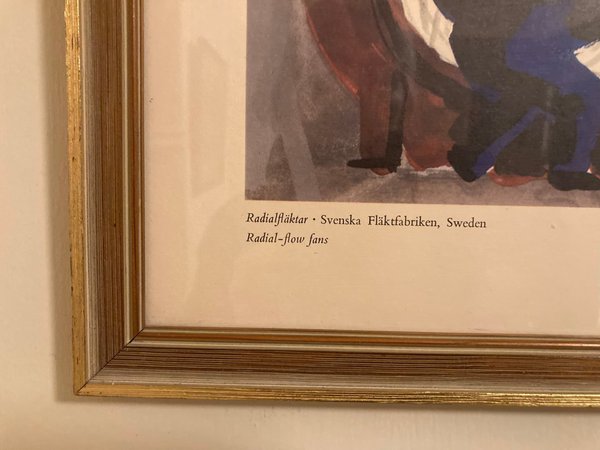 Radialfläktar · Svenska Fläktfabriken, Sweden
Radial-flow fans